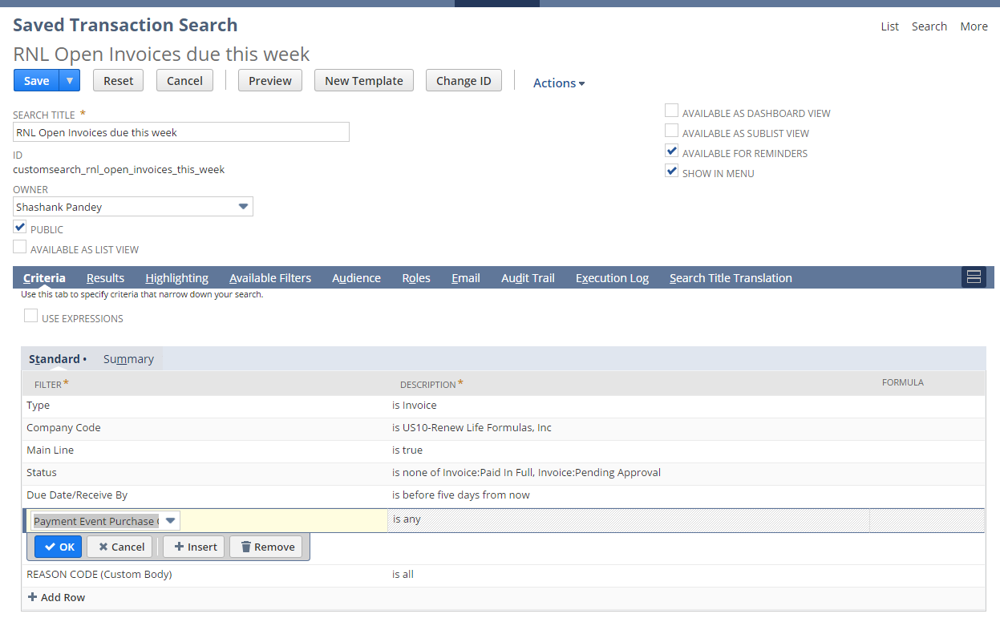 Saved Transaction Search
List Search More
RNL Open Invoices due this week
Save Reset Cancel Preview New Template Change ID Actions
SEARCH TITLE *
RNL Open Invoices due this week
ID
customsearch_rnl_open_invoices_this_week
OWNER
Shashank Pandey
PUBLIC
AVAILABLE AS LIST VIEW
AVAILABLE AS DASHBOARD VIEW
AVAILABLE AS SUBLIST VIEW
AVAILABLE FOR REMINDERS
SHOW IN MENU
Criteria Results Highlighting Available Filters Audience Roles Email Audit Trail Execution Log Search Title Translation
Use this tab to specify criteria that narrow down your search.
USE EXPRESSIONS
Standard • Summary
FILTER * DESCRIPTION * FORMULA
Type is Invoice
Company Code is US10-Renew Life Formulas, Inc
Main Line is true
Status is none of Invoice:Paid In Full, Invoice:Pending Approval
Due Date/Receive By is before five days from now
Payment Event Purchase is any
OK Cancel Insert Remove
REASON CODE (Custom Body) is all
Add Row